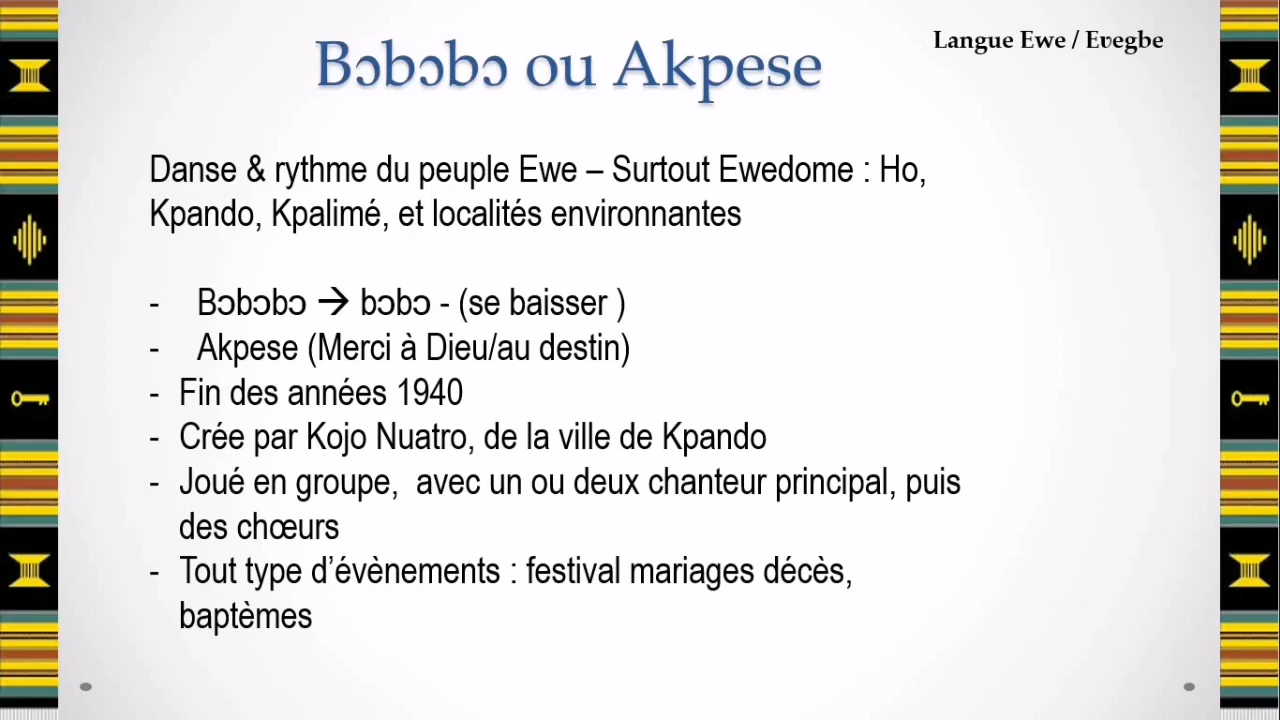 Langue Ewe / Eʋegbe
Bɔbɔbɔ ou Akpese
Danse & rythme du peuple Ewe – Surtout Ewedome : Ho,
Kpando, Kpalimé, et localités environnantes
- Bɔbɔbɔ → bɔbɔ - (se baisser )
- Akpese (Merci à Dieu/au destin)
- Fin des années 1940
- Crée par Kojo Nuatro, de la ville de Kpando
- Joué en groupe, avec un ou deux chanteur principal, puis
des chœurs
- Tout type d’évènements : festival mariages décès,
baptèmes